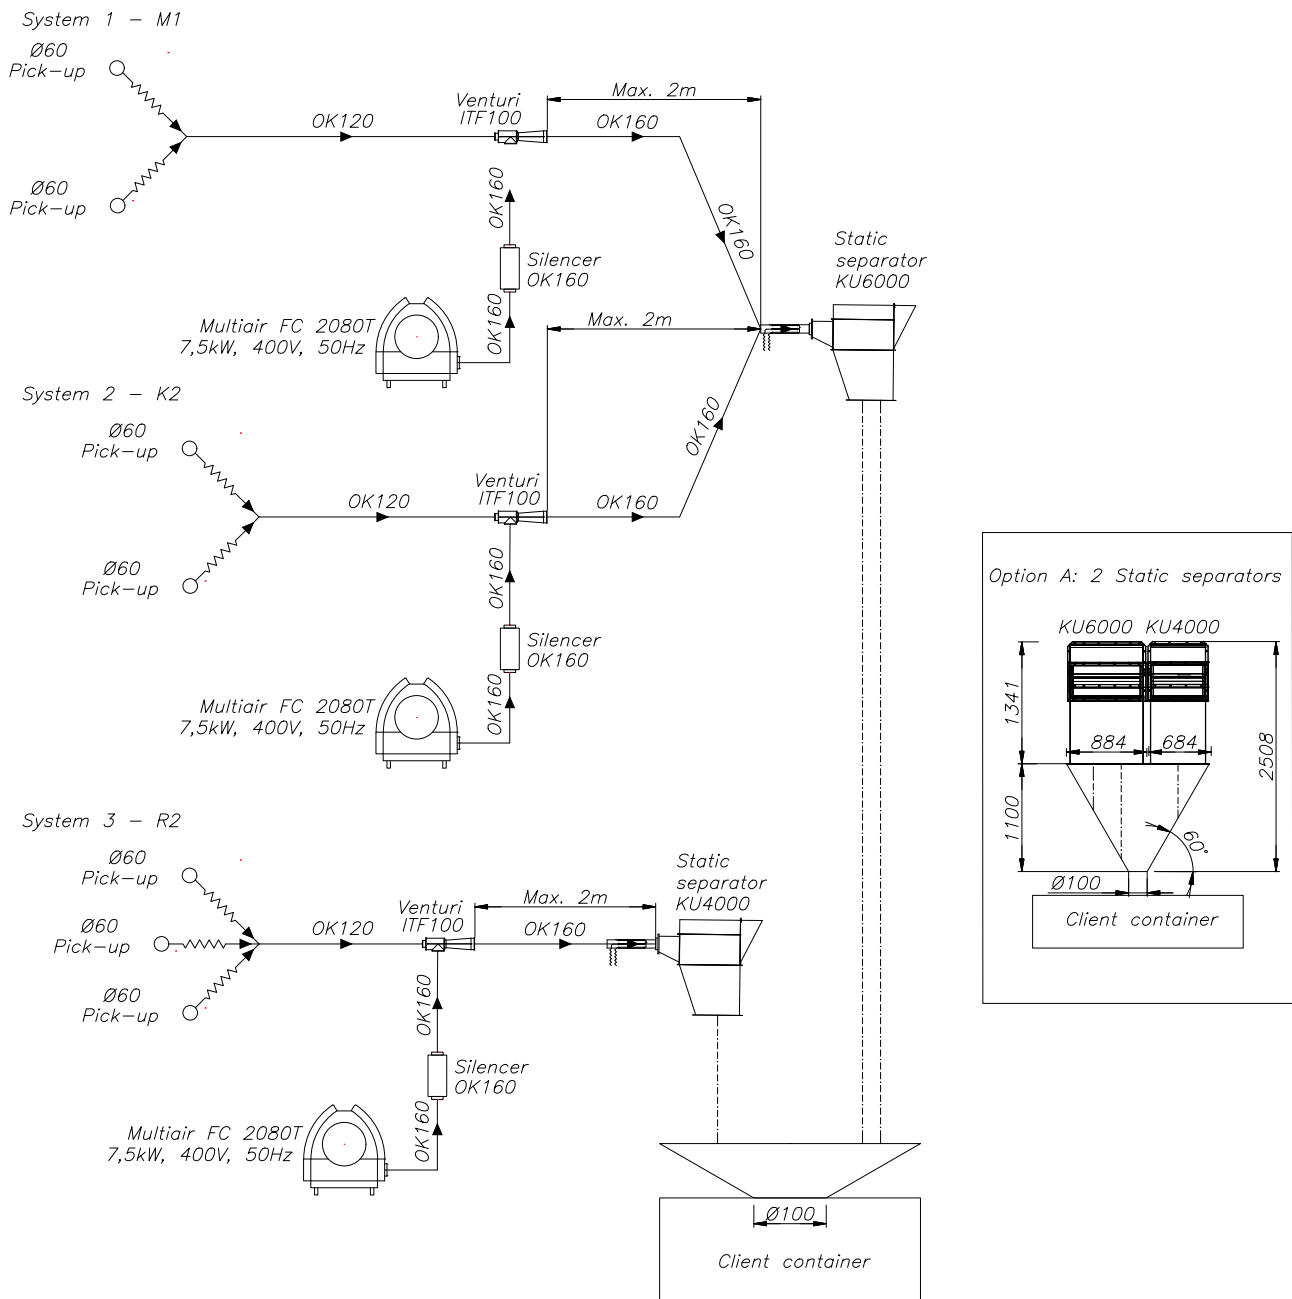 System 1 - M1
Ø60
Pick-up
Ø60
Pick-up
OK120
Venturi
ITF100
Max. 2m
OK160
OK160
OK160
Silencer
OK160
OK160
Multiair FC 2080T
7,5kW, 400V, 50Hz
Max. 2m
Static
separator
KU6000
System 2 - K2
Ø60
Pick-up
Ø60
Pick-up
OK120
Venturi
ITF100
OK160
OK160
OK160
Silencer
OK160
OK160
Multiair FC 2080T
7,5kW, 400V, 50Hz
System 3 - R2
Ø60
Pick-up
Ø60
Pick-up
Ø60
Pick-up
OK120
Venturi
ITF100
Max. 2m
OK160
Static
separator
KU4000
OK160
Silencer
OK160
OK160
Multiair FC 2080T
7,5kW, 400V, 50Hz
Ø100
Client container
Option A: 2 Static separators
KU6000 KU4000
1341
884
684
2508
1100
60°
Ø100
Client container